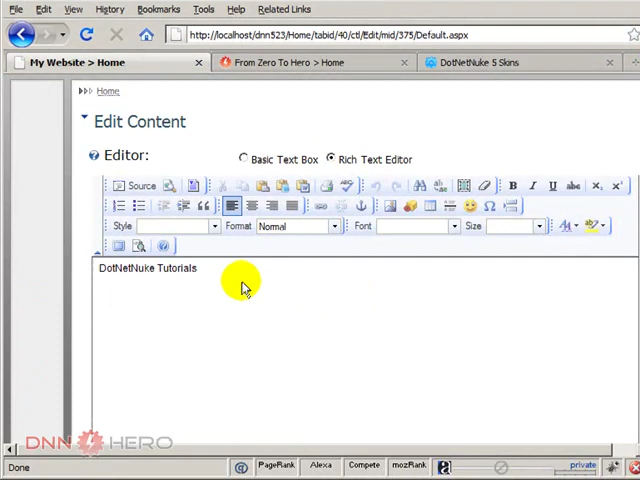 File Edit View History Bookmarks Tools Help Related Links
http://localhost/dnn523/Home/tabid/40/ctl/Edit/mid/375/Default.aspx
My Website > Home From Zero To Hero > Home DotNetNuke 5 Skins
Home
Edit Content
Editor: Basic Text Box Rich Text Editor
Source B I U abc X₂ X²
Style Format Normal Font Size
DotNetNuke Tutorials
DNN HERO
Done PageRank Alexa Compete mozRank private